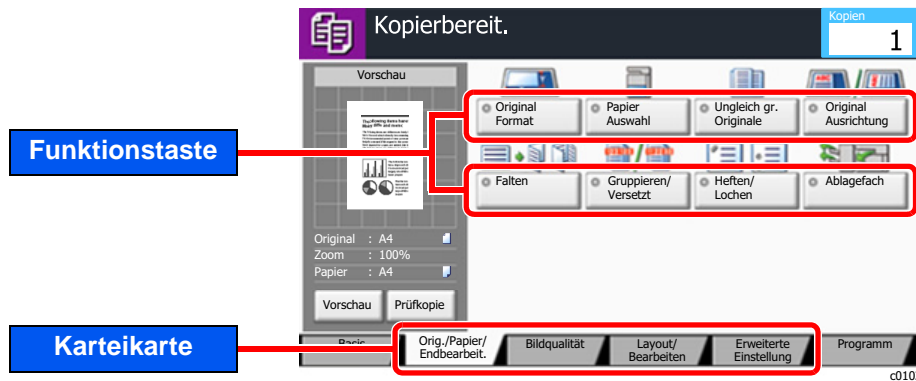 Kopierbereit.
Kopien
1
Vorschau
Original
Format
Papier
Auswahl
Ungleich gr.
Originale
Original
Ausrichtung
ABC
Funktionstaste
Falten
Gruppieren/
Versetzt
Heften/
Lochen
Ablagefach
Original : A4
Zoom : 100%
Papier : A4
Vorschau
Prüfkopie
Karteikarte
Basis
Orig./Papier/
Endbearbeit.
Bildqualität
Layout/
Bearbeiten
Erweiterte
Einstellung
Programm
c010